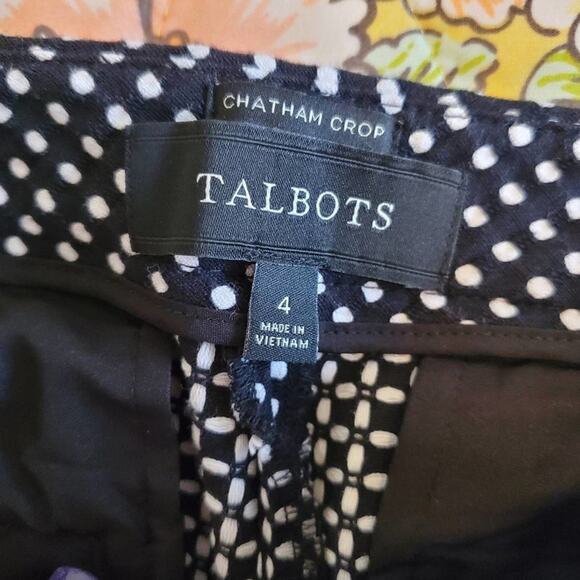 CHATHAM CROP
TALBOTS
4
MADE IN
VIETNAM